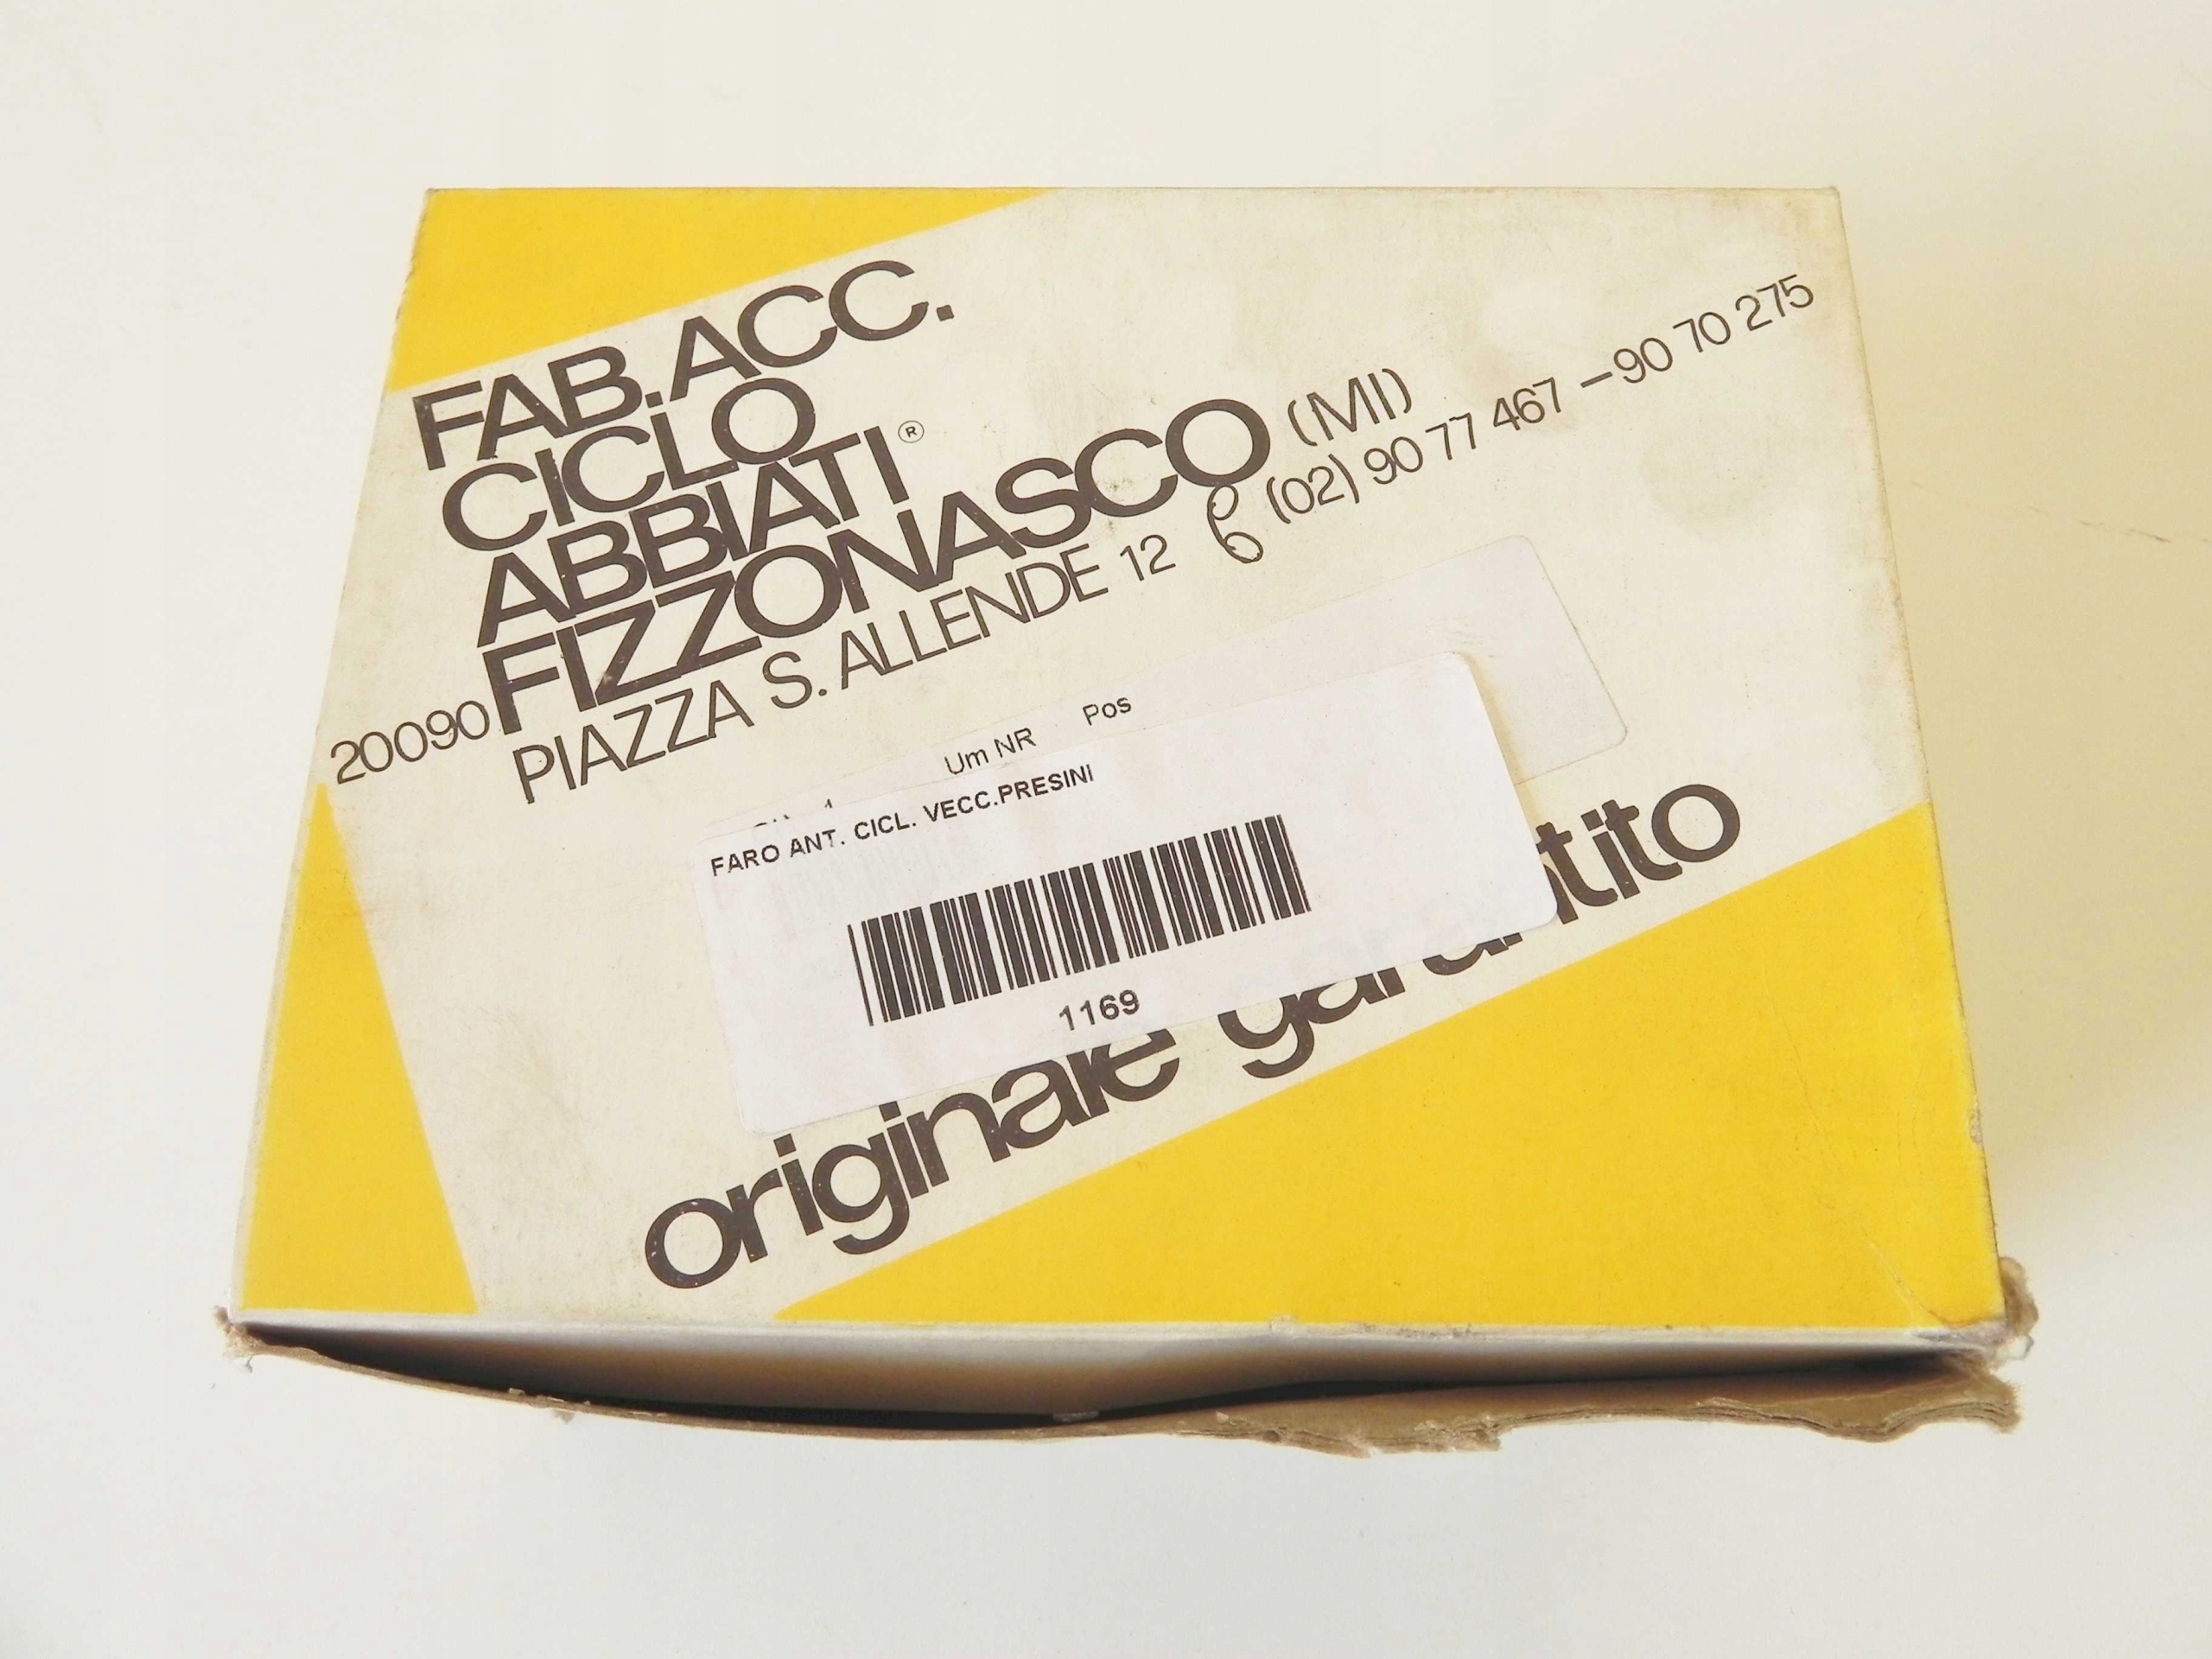 FAB.ACC.
CICLO
ABBIATI®
20090 FIZZONASCO (MI)
PIAZZA S. ALLENDE 12 (02) 90 77 467 – 90 70 275
Um NR Pos
FARO ANT. CICL. VECC.PRESINI
1169
originale garantito